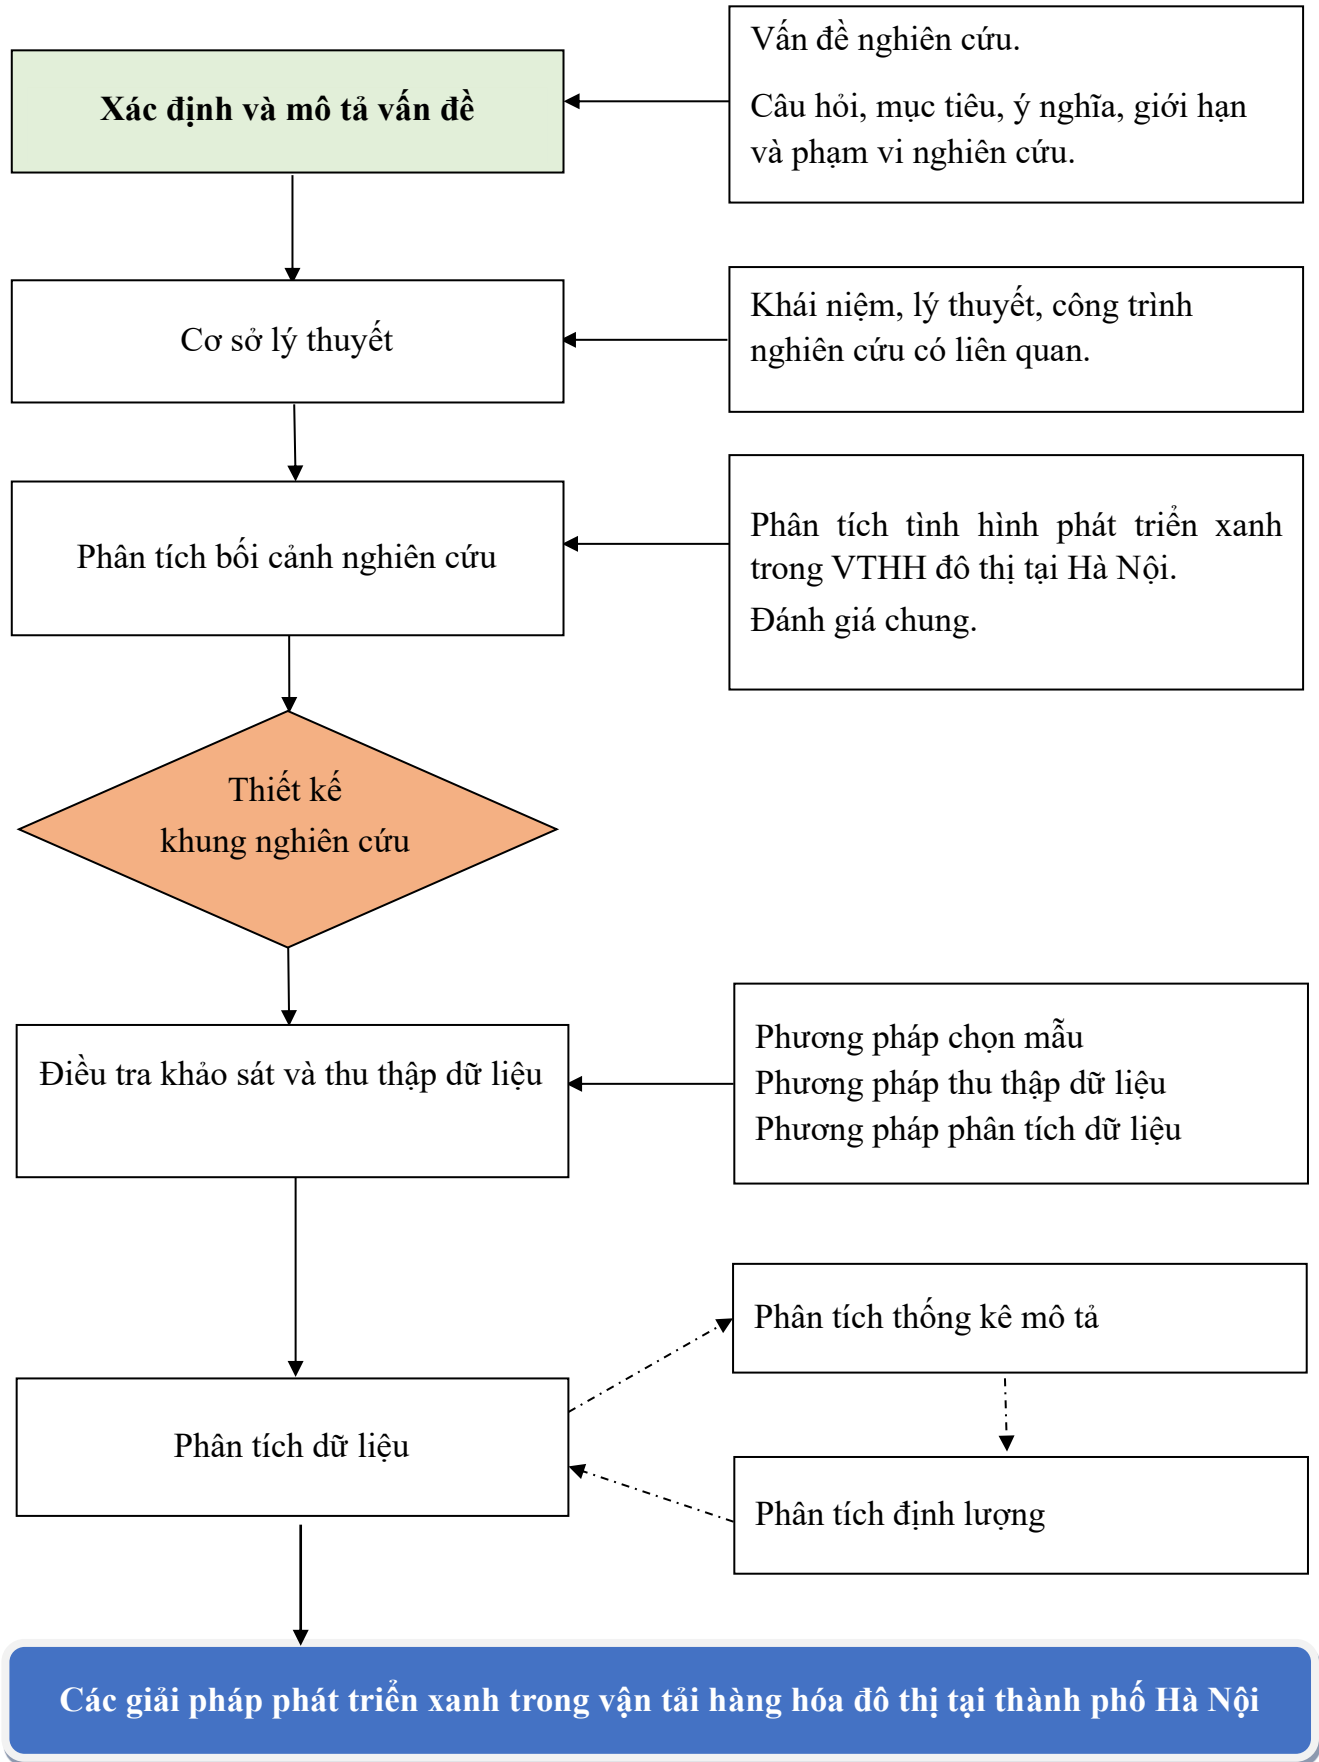 Xác định và mô tả vấn đề
Vấn đề nghiên cứu.
Câu hỏi, mục tiêu, ý nghĩa, giới hạn
và phạm vi nghiên cứu.
Cơ sở lý thuyết
Khái niệm, lý thuyết, công trình
nghiên cứu có liên quan.
Phân tích bối cảnh nghiên cứu
Phân tích tình hình phát triển xanh
trong VTHH đô thị tại Hà Nội.
Đánh giá chung.
Thiết kế
khung nghiên cứu
Điều tra khảo sát và thu thập dữ liệu
Phương pháp chọn mẫu
Phương pháp thu thập dữ liệu
Phương pháp phân tích dữ liệu
Phân tích thống kê mô tả
Phân tích dữ liệu
Phân tích định lượng
Các giải pháp phát triển xanh trong vận tải hàng hóa đô thị tại thành phố Hà Nội